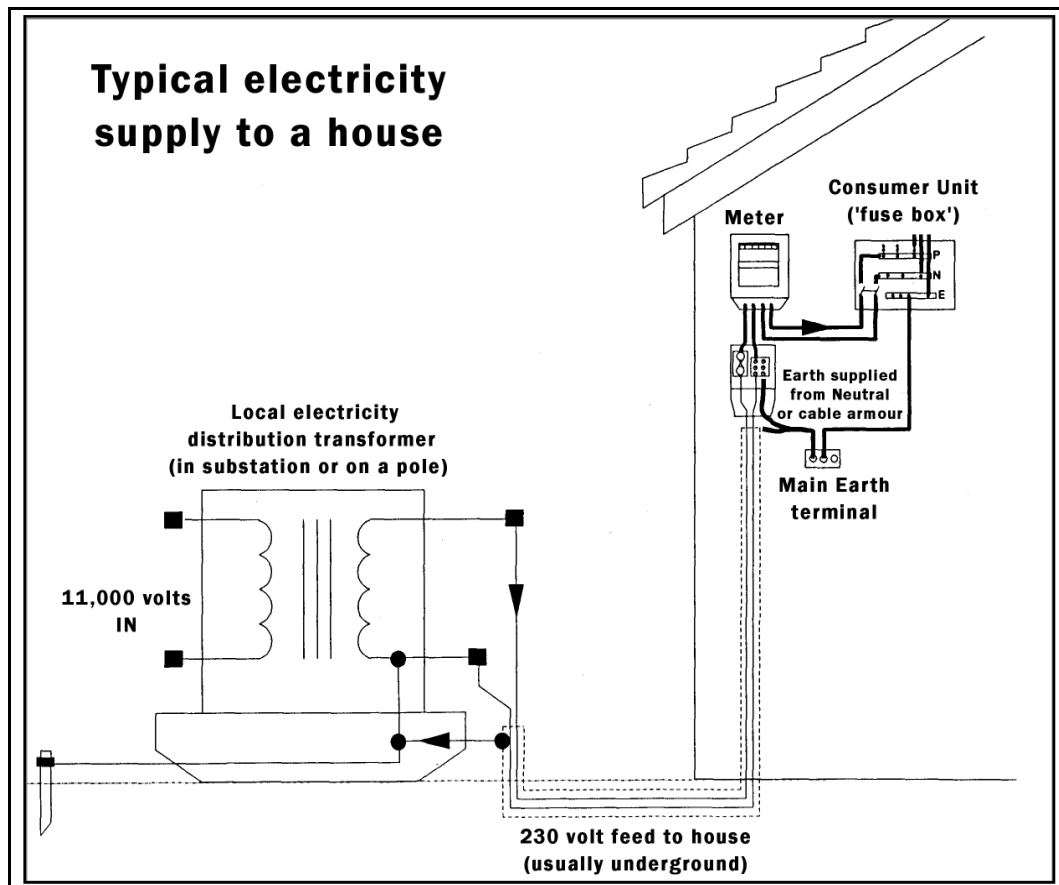 Typical electricity
supply to a house
Consumer Unit
('fuse box')
Meter
P
N
E
Earth supplied
from Neutral
or cable armour
Main Earth
terminal
Local electricity
distribution transformer
(in substation or on a pole)
11,000 volts
IN
230 volt feed to house
(usually underground)